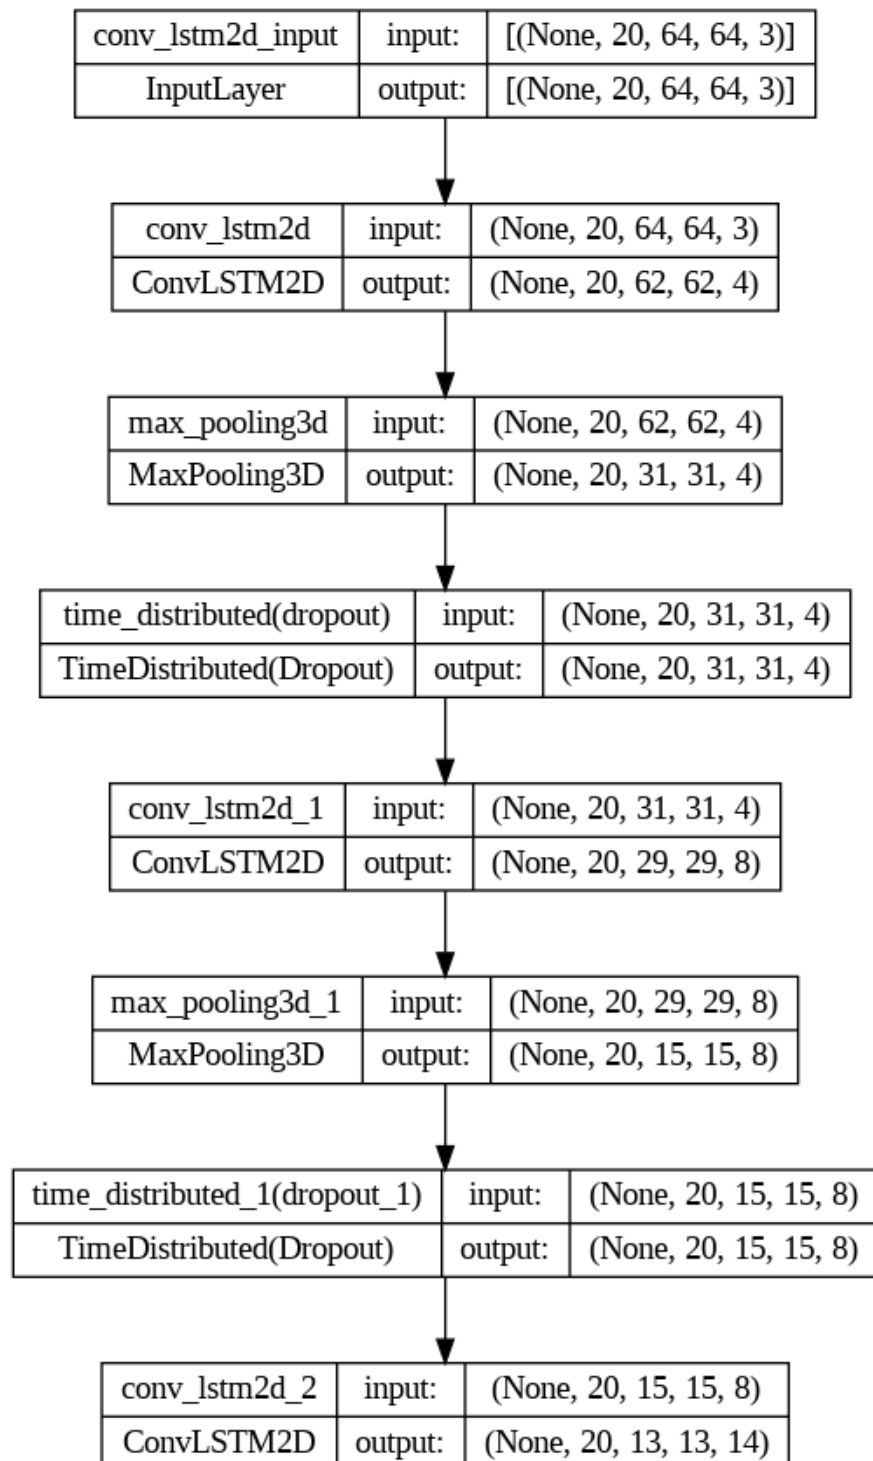 conv_lstm2d_input input: [(None, 20, 64, 64, 3)]
InputLayer output: [(None, 20, 64, 64, 3)]
conv_lstm2d input: (None, 20, 64, 64, 3)
ConvLSTM2D output: (None, 20, 62, 62, 4)
max_pooling3d input: (None, 20, 62, 62, 4)
MaxPooling3D output: (None, 20, 31, 31, 4)
time_distributed(dropout) input: (None, 20, 31, 31, 4)
TimeDistributed(Dropout) output: (None, 20, 31, 31, 4)
conv_lstm2d_1 input: (None, 20, 31, 31, 4)
ConvLSTM2D output: (None, 20, 29, 29, 8)
max_pooling3d_1 input: (None, 20, 29, 29, 8)
MaxPooling3D output: (None, 20, 15, 15, 8)
time_distributed_1(dropout_1) input: (None, 20, 15, 15, 8)
TimeDistributed(Dropout) output: (None, 20, 15, 15, 8)
conv_lstm2d_2 input: (None, 20, 15, 15, 8)
ConvLSTM2D output: (None, 20, 13, 13, 14)